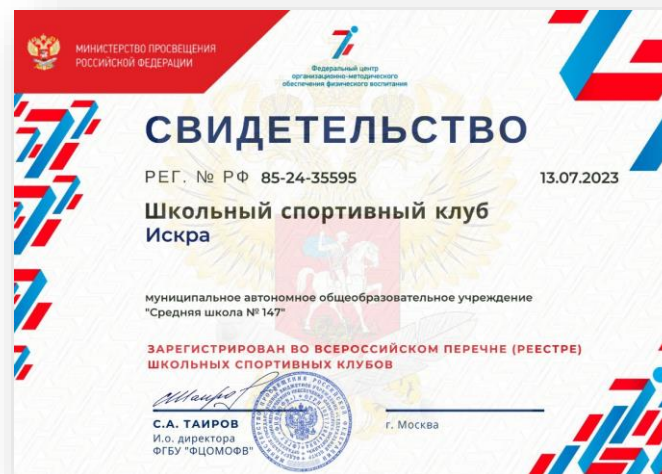 МИНИСТЕРСТВО ПРОСВЕЩЕНИЯ
РОССИЙСКОЙ ФЕДЕРАЦИИ
Федеральный центр
организационно-методического
обеспечения физического воспитания
СВИДЕТЕЛЬСТВО
РЕГ. № РФ 85-24-35595 13.07.2023
Школьный спортивный клуб
Искра
муниципальное автономное общеобразовательное учреждение
"Средняя школа № 147"
ЗАРЕГИСТРИРОВАН ВО ВСЕРОССИЙСКОМ ПЕРЕЧНЕ (РЕЕСТРЕ)
ШКОЛЬНЫХ СПОРТИВНЫХ КЛУБОВ
С.А. ТАИРОВ г. Москва
И.о. директора
ФГБУ "ФЦОМОФВ"